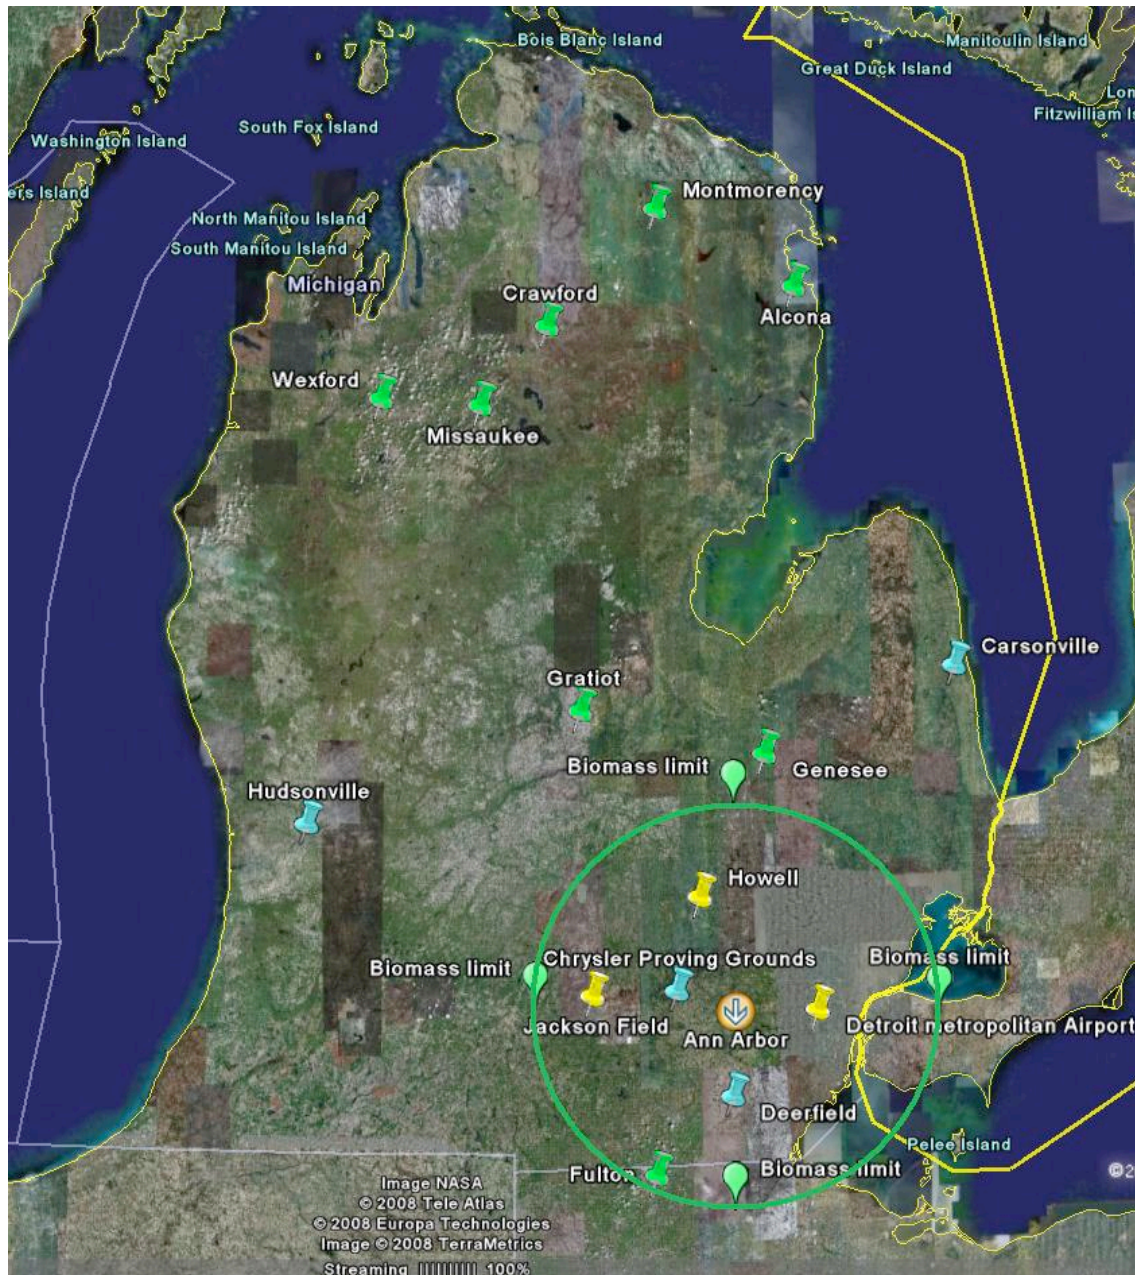 Bois Blanc Island
Manitoulin Island
Great Duck Island
Lon
Fitzwilliam Is
South Fox Island
Washington Island
ers Island
Montmorency
North Manitou Island
South Manitou Island
Michigan
Crawford
Alcona
Wexford
Missaukee
Carsonville
Gratiot
Biomass limit
Genesee
Hudsonville
Howell
Biomass limit
Chrysler Proving Grounds
Biomass limit
Jackson Field
Ann Arbor
Detroit metropolitan Airport
Deerfield
Pelee Island
Fulton
Biomass limit
©2
Image NASA
© 2008 Tele Atlas
© 2008 Europa Technologies
Image © 2008 TerraMetrics
Streaming |||||||||| 100%